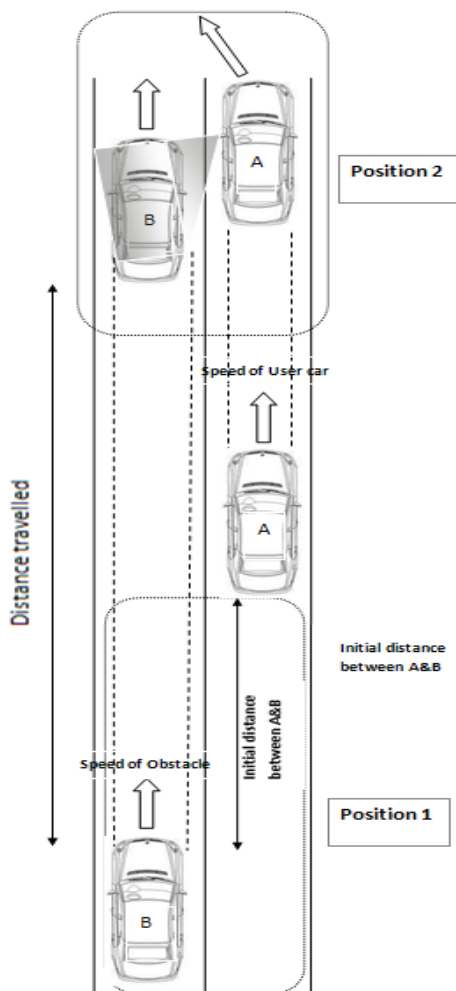 A
B
Position 2
Speed of User car
A
Distance travelled
Initial distance
between A&B
Initial distance
between A&B
Speed of Obstacle
Position 1
B